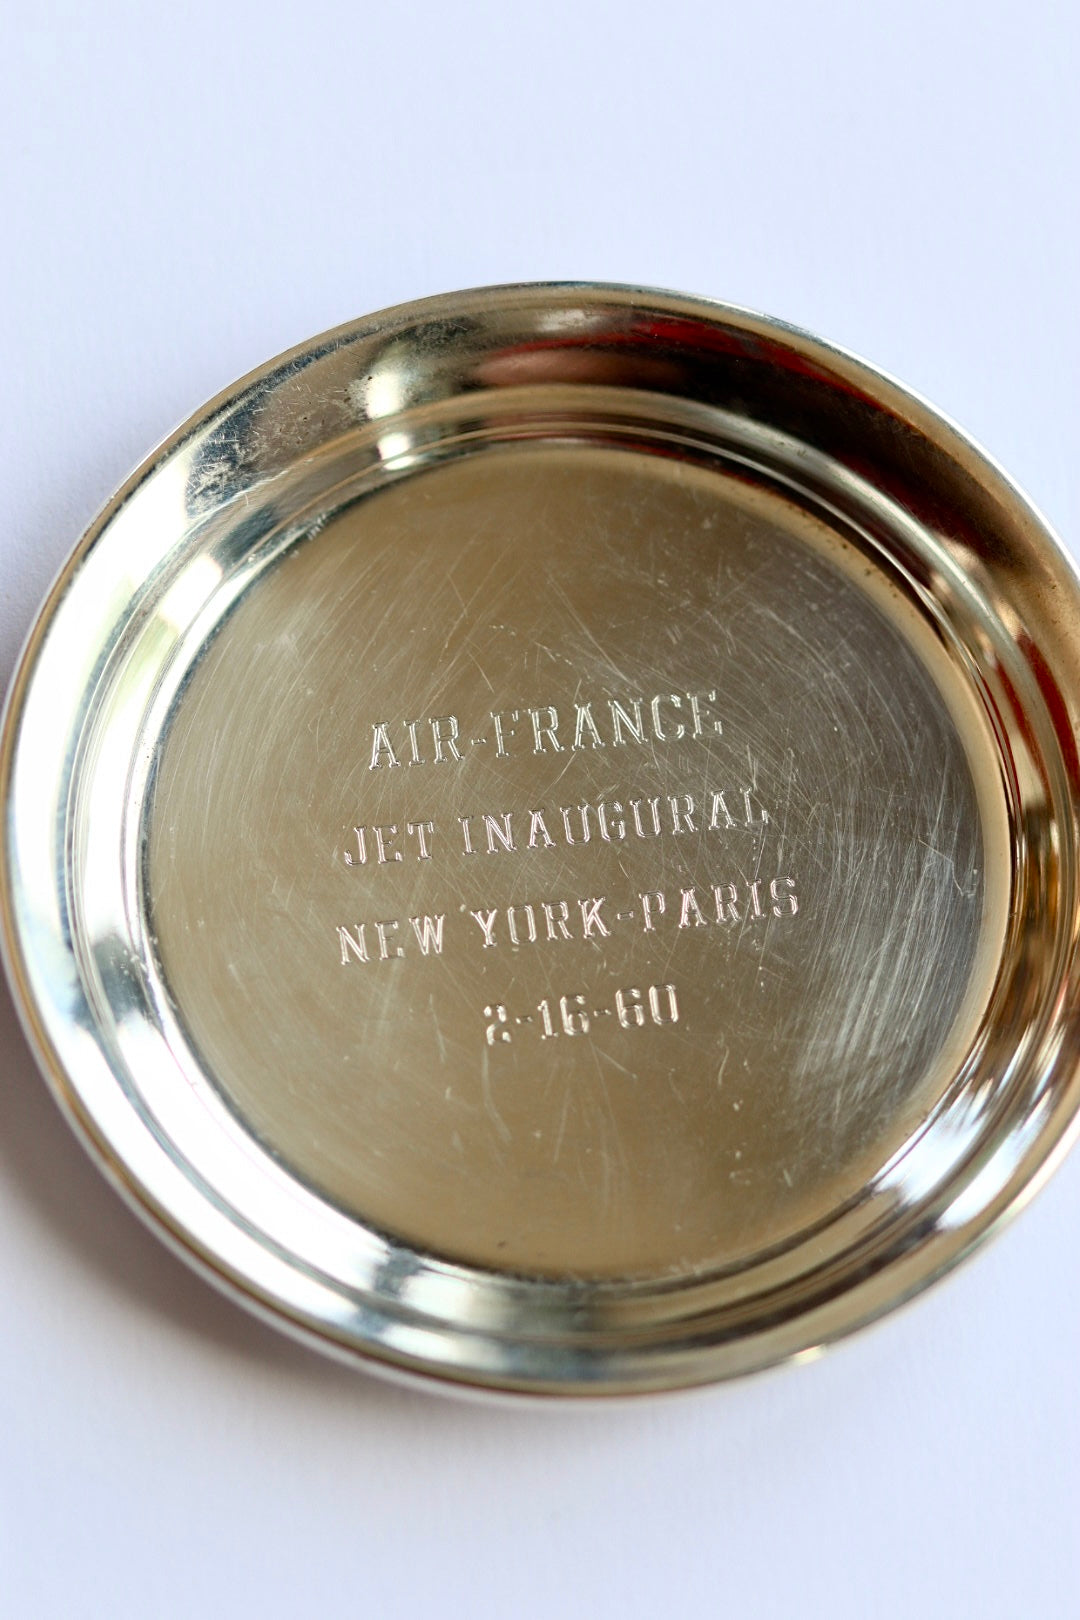 AIR-FRANCE
JET INAUGURAL
NEW YORK-PARIS
2-16-60